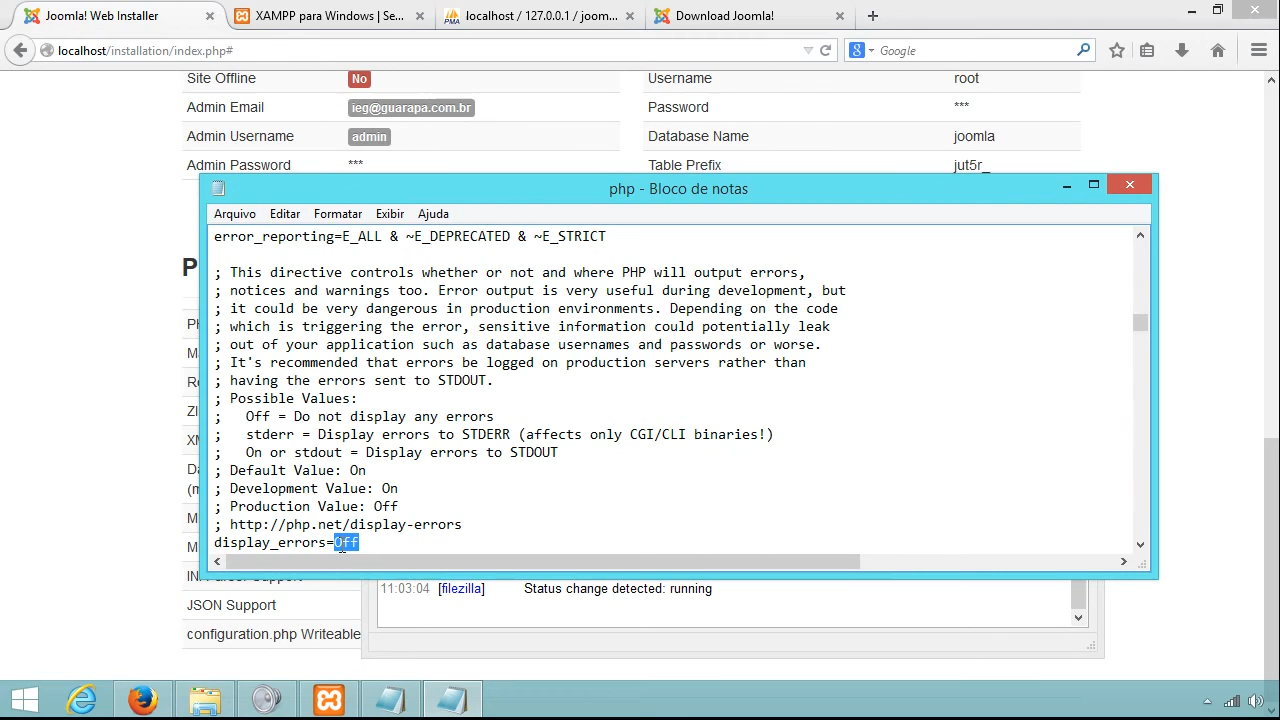 Joomla! Web Installer
XAMPP para Windows | Se...
localhost / 127.0.0.1 / joom...
Download Joomla!
localhost/installation/index.php#
Google
Site Offline No
Admin Email ieg@guarapa.com.br
Admin Username admin
Admin Password ***
Username root
Password ***
Database Name joomla
Table Prefix jut5r_
php - Bloco de notas
Arquivo Editar Formatar Exibir Ajuda
error_reporting=E_ALL & ~E_DEPRECATED & ~E_STRICT
; This directive controls whether or not and where PHP will output errors,
; notices and warnings too. Error output is very useful during development, but
; it could be very dangerous in production environments. Depending on the code
; which is triggering the error, sensitive information could potentially leak
; out of your application such as database usernames and passwords or worse.
; It's recommended that errors be logged on production servers rather than
; having the errors sent to STDOUT.
; Possible Values:
;   Off = Do not display any errors
;   stderr = Display errors to STDERR (affects only CGI/CLI binaries!)
;   On or stdout = Display errors to STDOUT
; Default Value: On
; Development Value: On
; Production Value: Off
; http://php.net/display-errors
display_errors=Off
11:03:04 [filezilla] Status change detected: running
JSON Support
configuration.php Writeable